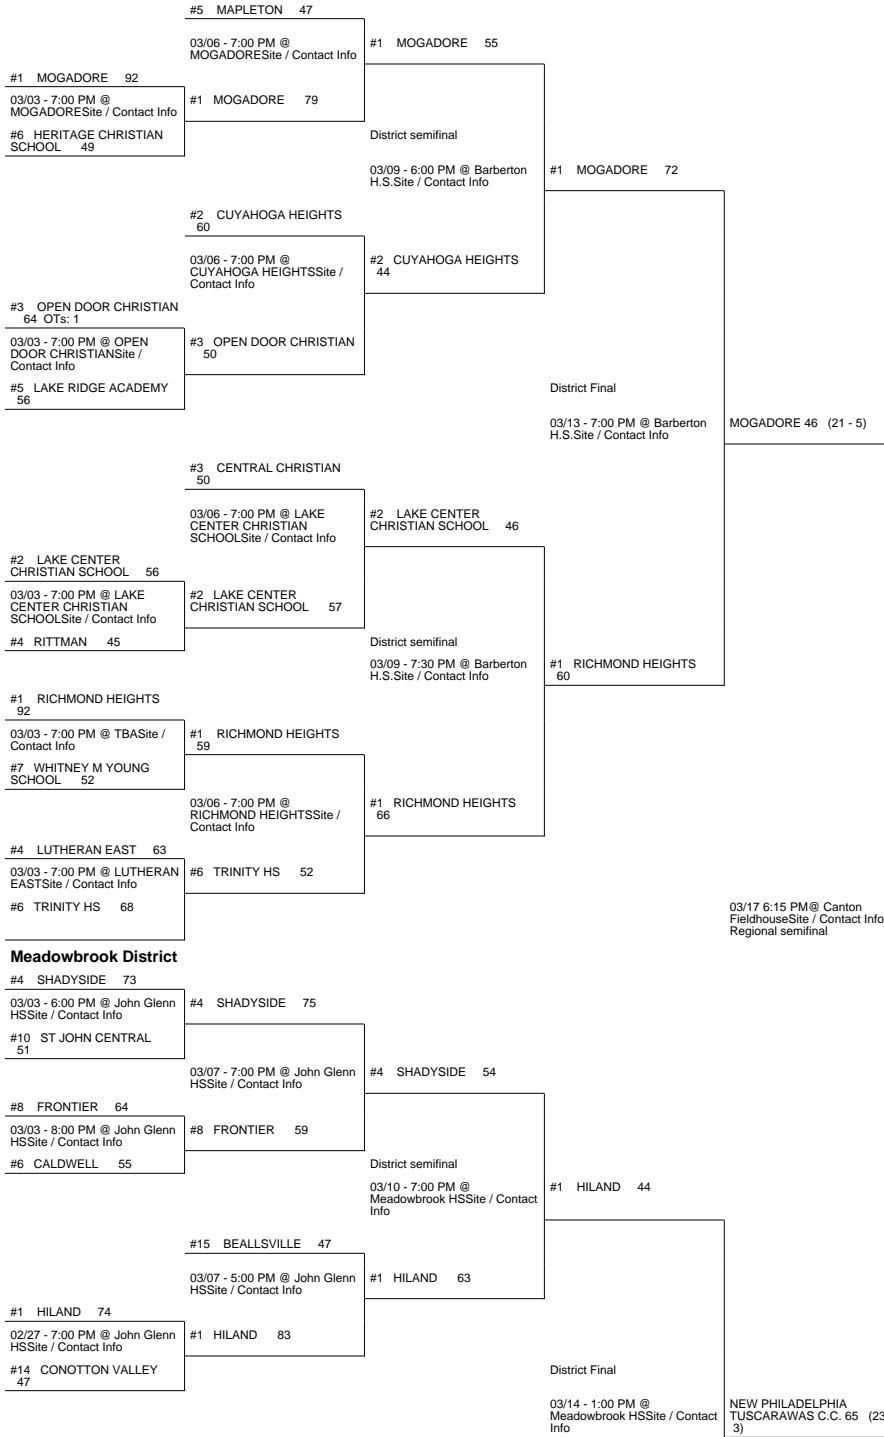 #5 MAPLETON 47
03/06 - 7:00 PM @
MOGADORESite / Contact Info
#1 MOGADORE 55
#1 MOGADORE 92
03/03 - 7:00 PM @
MOGADORESite / Contact Info
#1 MOGADORE 79
#6 HERITAGE CHRISTIAN
SCHOOL 49
District semifinal
03/09 - 6:00 PM @ Barberton
H.S.Site / Contact Info
#1 MOGADORE 72
#2 CUYAHOGA HEIGHTS
60
03/06 - 7:00 PM @
CUYAHOGA HEIGHTSSite /
Contact Info
#2 CUYAHOGA HEIGHTS
44
#3 OPEN DOOR CHRISTIAN
64 OTs: 1
03/03 - 7:00 PM @ OPEN
DOOR CHRISTIANSite /
Contact Info
#3 OPEN DOOR CHRISTIAN
50
#5 LAKE RIDGE ACADEMY
56
District Final
03/13 - 7:00 PM @ Barberton
H.S.Site / Contact Info
MOGADORE 46 (21 - 5)
#3 CENTRAL CHRISTIAN
50
03/06 - 7:00 PM @ LAKE
CENTER CHRISTIAN
SCHOOLSite / Contact Info
#2 LAKE CENTER
CHRISTIAN SCHOOL 46
#2 LAKE CENTER
CHRISTIAN SCHOOL 56
03/03 - 7:00 PM @ LAKE
CENTER CHRISTIAN
SCHOOLSite / Contact Info
#2 LAKE CENTER
CHRISTIAN SCHOOL 57
#4 RITTMAN 45
District semifinal
03/09 - 7:30 PM @ Barberton
H.S.Site / Contact Info
#1 RICHMOND HEIGHTS
60
#1 RICHMOND HEIGHTS
92
03/03 - 7:00 PM @ TBASite /
Contact Info
#1 RICHMOND HEIGHTS
59
#7 WHITNEY M YOUNG
SCHOOL 52
03/06 - 7:00 PM @
RICHMOND HEIGHTSSite /
Contact Info
#1 RICHMOND HEIGHTS
66
#4 LUTHERAN EAST 63
03/03 - 7:00 PM @ LUTHERAN
EASTSite / Contact Info
#6 TRINITY HS 52
#6 TRINITY HS 68
03/17 6:15 PM@ Canton
FieldhouseSite / Contact Info
Regional semifinal
Meadowbrook District
#4 SHADYSIDE 73
03/03 - 6:00 PM @ John Glenn
HSSite / Contact Info
#4 SHADYSIDE 75
#10 ST JOHN CENTRAL
51
03/07 - 7:00 PM @ John Glenn
HSSite / Contact Info
#4 SHADYSIDE 54
#8 FRONTIER 64
03/03 - 8:00 PM @ John Glenn
HSSite / Contact Info
#8 FRONTIER 59
#6 CALDWELL 55
District semifinal
03/10 - 7:00 PM @
Meadowbrook HSSite / Contact
Info
#1 HILAND 44
#15 BEALLSVILLE 47
03/07 - 5:00 PM @ John Glenn
HSSite / Contact Info
#1 HILAND 63
#1 HILAND 74
02/27 - 7:00 PM @ John Glenn
HSSite / Contact Info
#1 HILAND 83
#14 CONOTTON VALLEY
47
District Final
03/14 - 1:00 PM @
Meadowbrook HSSite / Contact
Info
NEW PHILADELPHIA
TUSCARAWAS C.C. 65 (23
3)